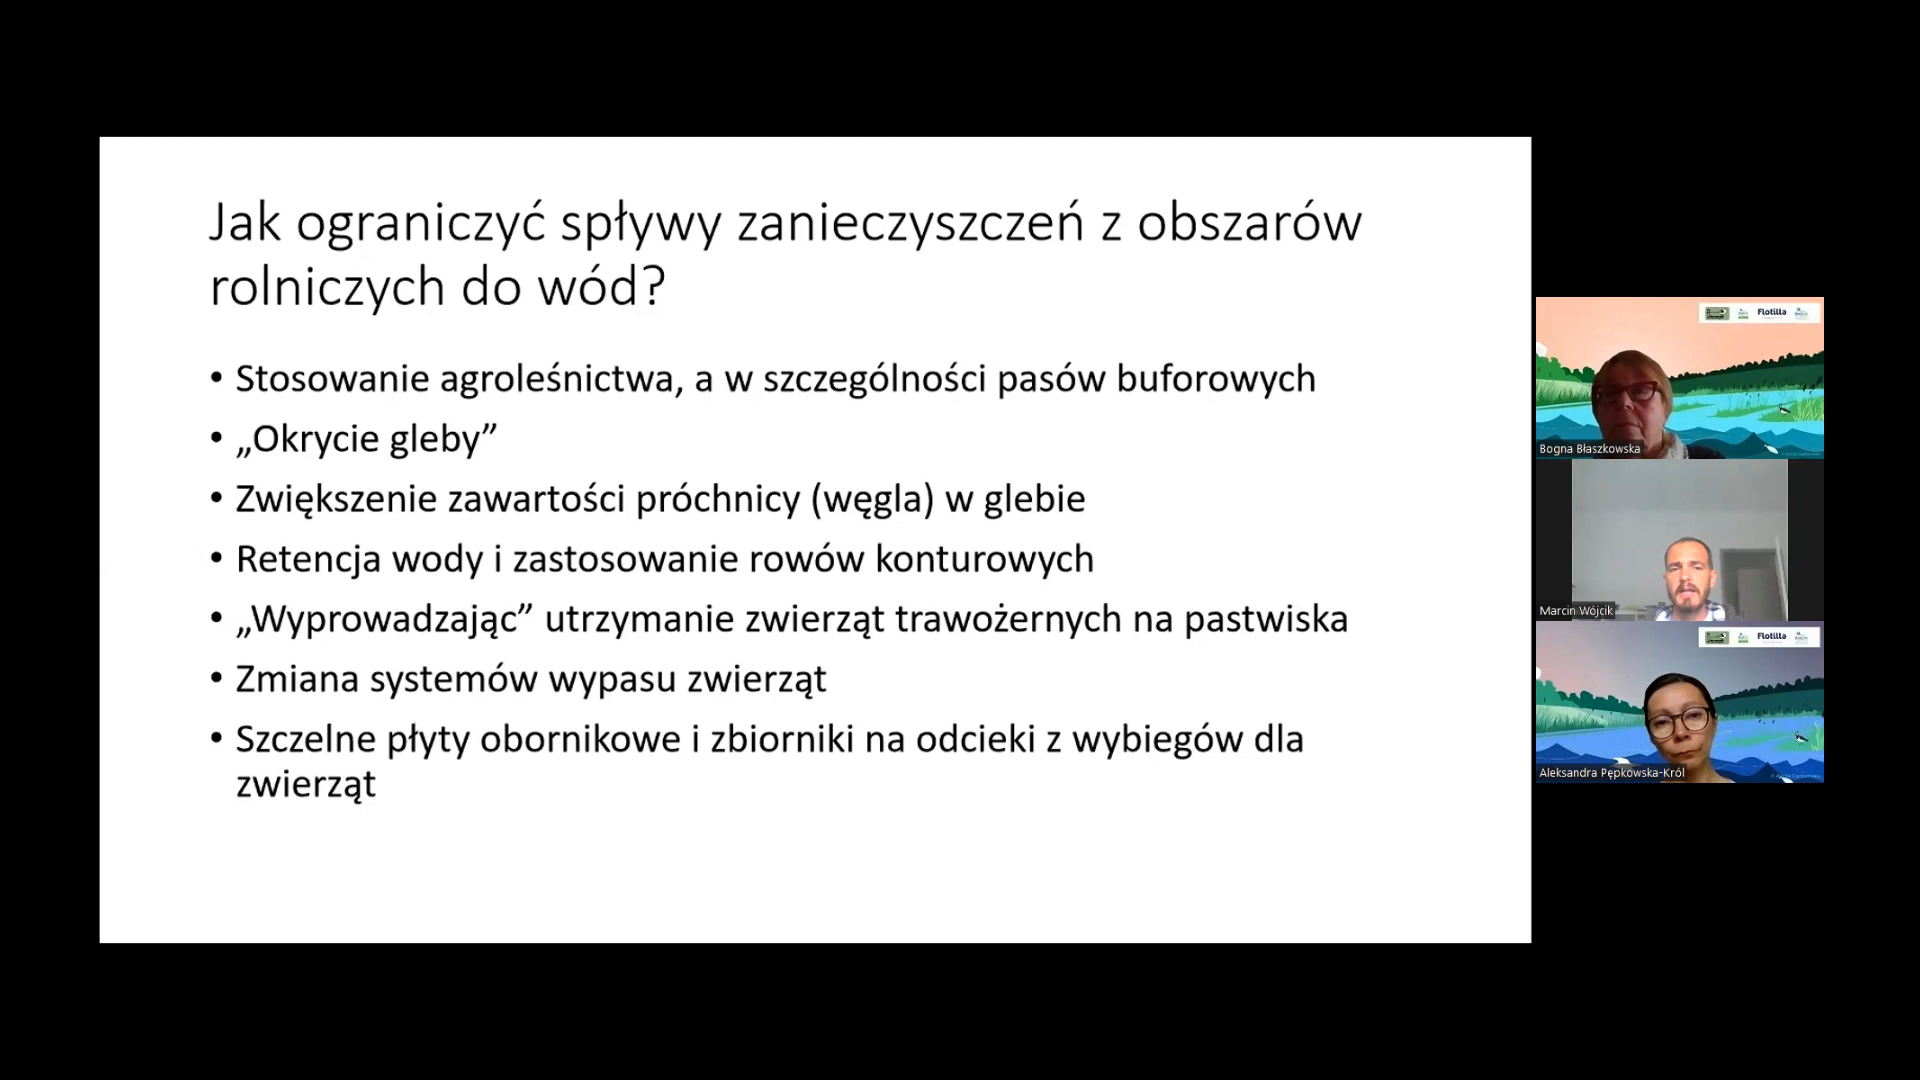 Jak ograniczyć spływy zanieczyszczeń z obszarów
rolniczych do wód?
• Stosowanie agroleśnictwa, a w szczególności pasów buforowych
• „Okrycie gleby”
• Zwiększenie zawartości próchnicy (węgla) w glebie
• Retencja wody i zastosowanie rowów konturowych
• „Wyprowadzając” utrzymanie zwierząt trawożernych na pastwiska
• Zmiana systemów wypasu zwierząt
• Szczelne płyty obornikowe i zbiorniki na odcieki z wybiegów dla
zwierząt
Flotilla
Bogna Błaszkowska
Marcin Wójcik
Flotilla
Aleksandra Pępkowska-Król